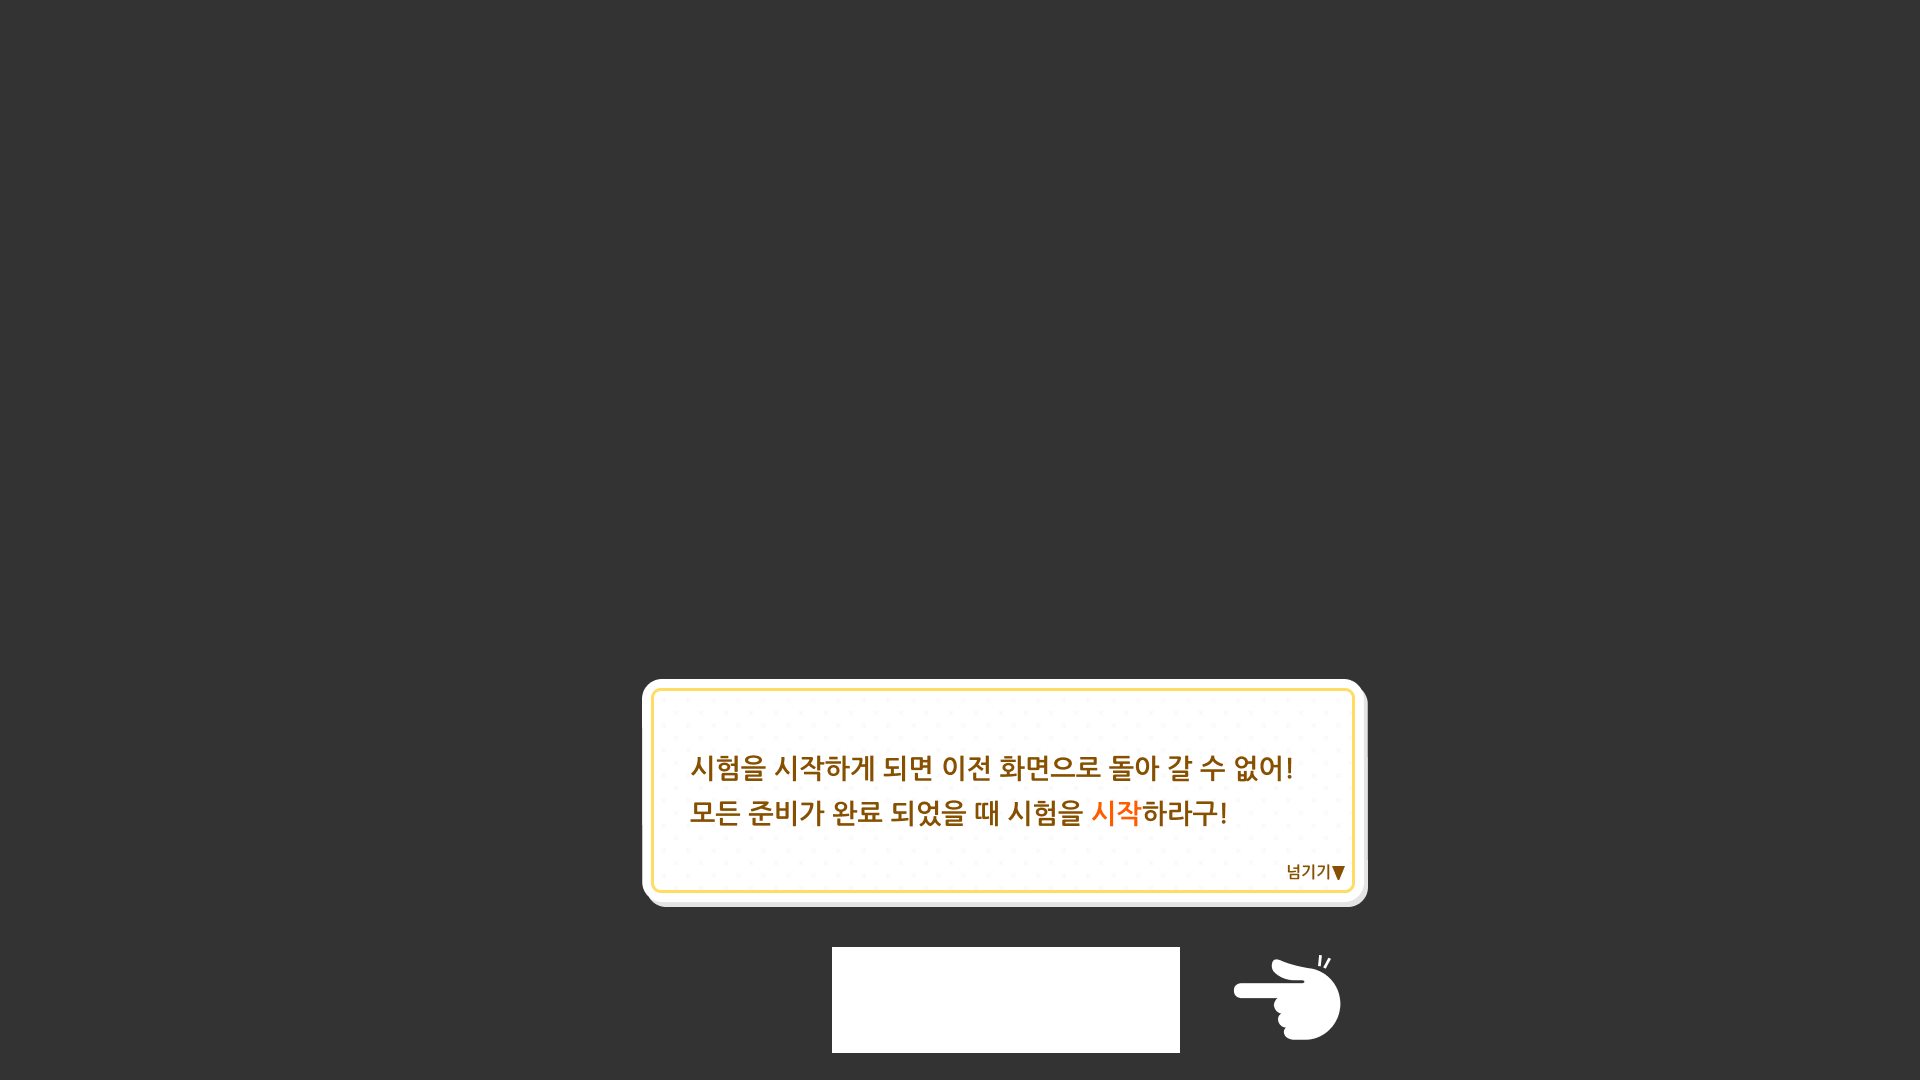 시험을 시작하게 되면 이전 화면으로 돌아 갈 수 없어!
모든 준비가 완료 되었을 때 시험을 시작하라구!
넘기기▼